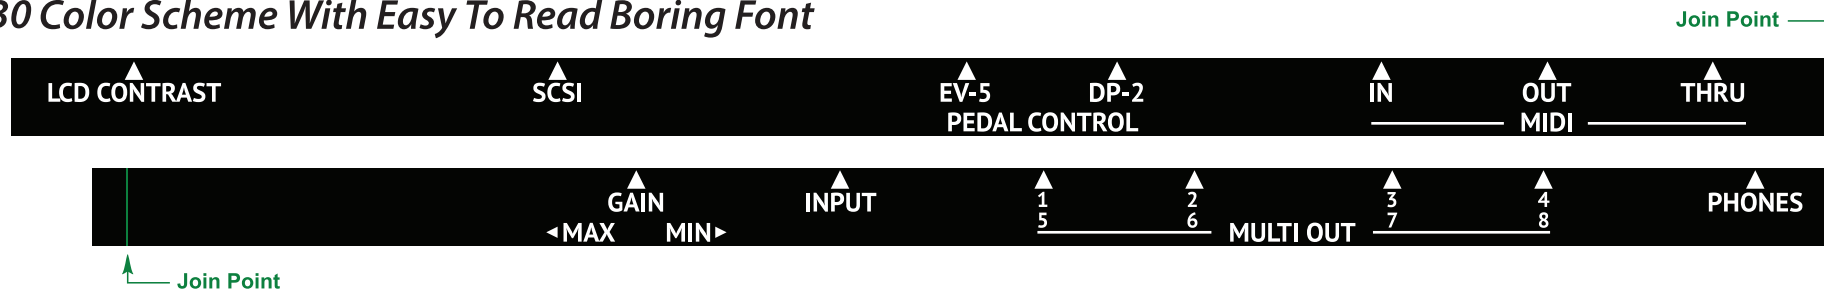 30 Color Scheme With Easy To Read Boring Font
Join Point
LCD CONTRAST SCSI EV-5 DP-2 IN OUT THRU
PEDAL CONTROL MIDI
GAIN INPUT 1 2 3 4 PHONES
5 6 7 8
MAX MIN MULTI OUT
Join Point